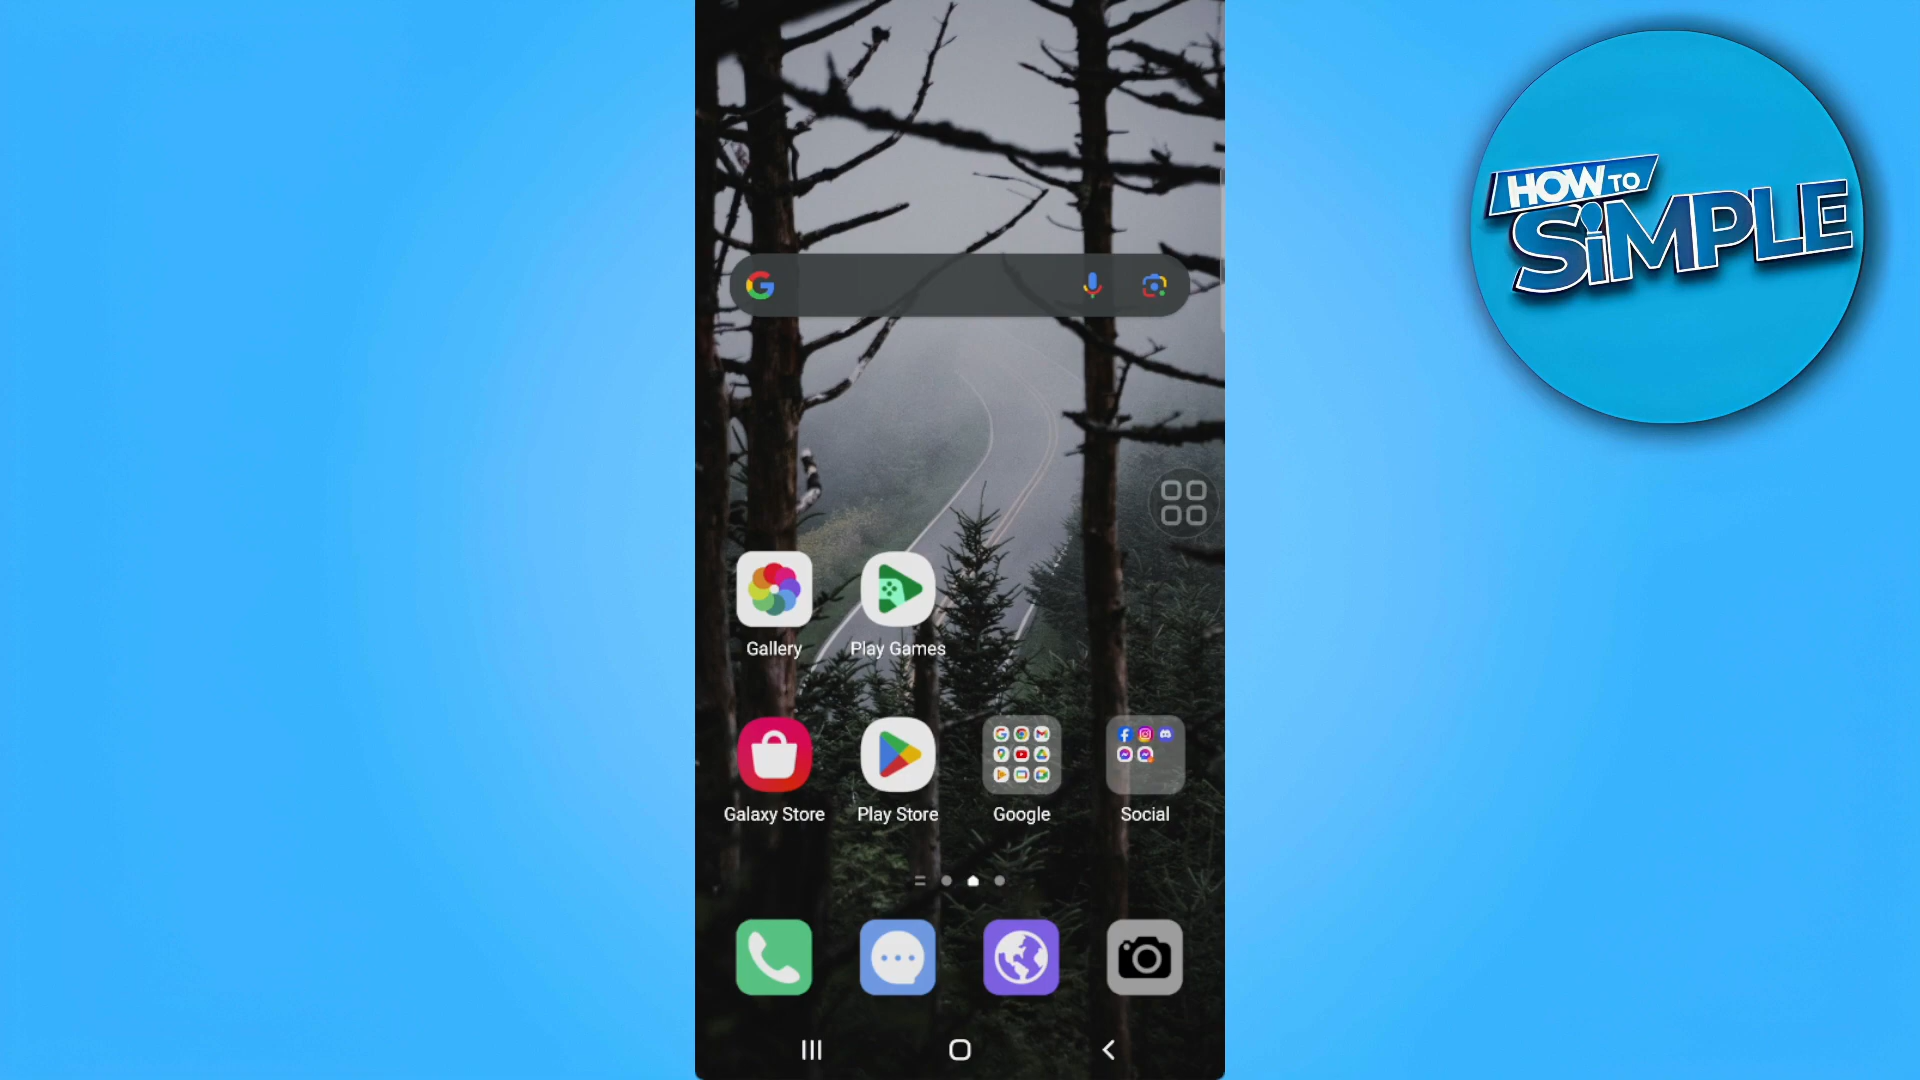 HOW TO
SiMPLE
Gallery
Play Games
Galaxy Store
Play Store
Google
Social